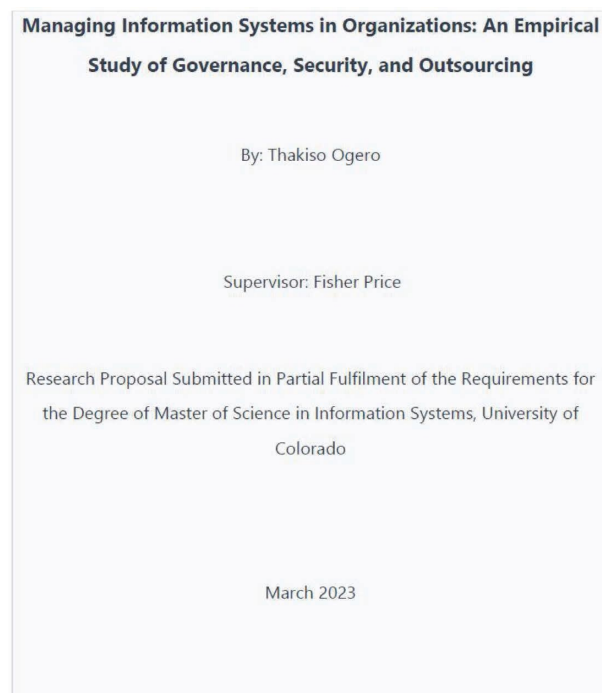 Managing Information Systems in Organizations: An Empirical
Study of Governance, Security, and Outsourcing
By: Thakiso Ogero
Supervisor: Fisher Price
Research Proposal Submitted in Partial Fulfilment of the Requirements for
the Degree of Master of Science in Information Systems, University of
Colorado
March 2023